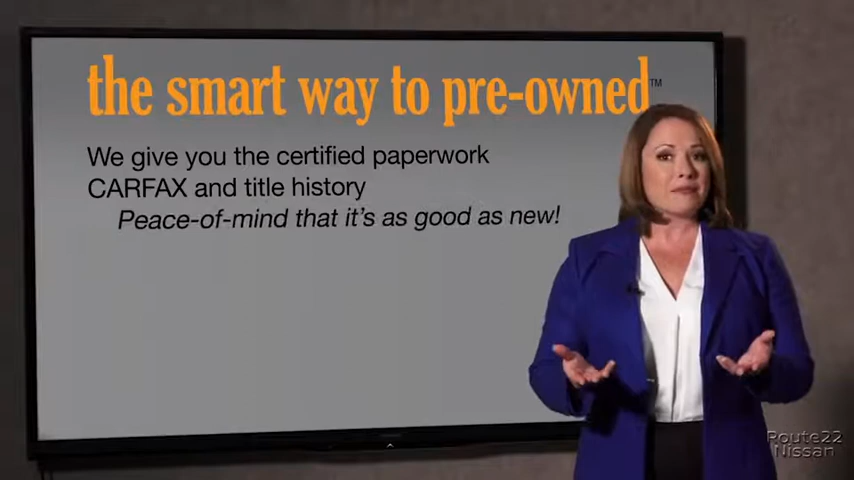 the smart way to pre-owned™
We give you the certified paperwork
CARFAX and title history
Peace-of-mind that it's as good as new!
Route22
Nissan